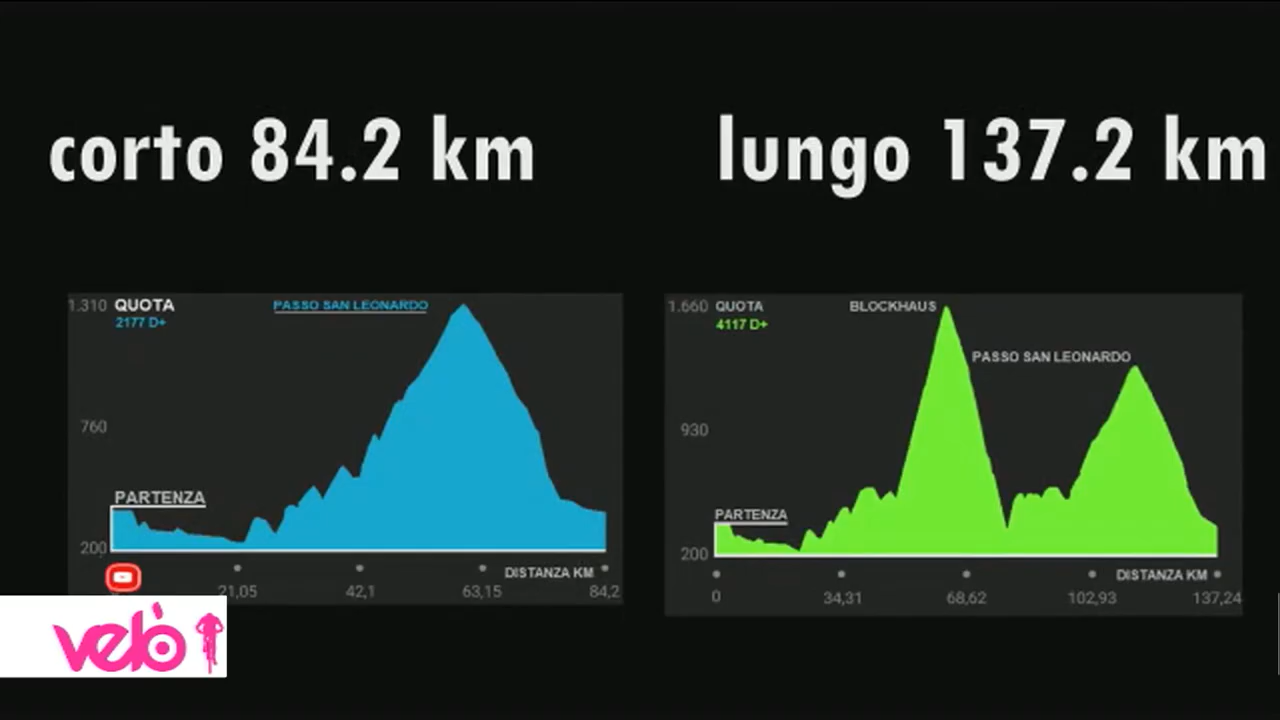 corto 84.2 km
lungo 137.2 km
1.310 QUOTA PASSO SAN LEONARDO
2177 D+
760
PARTENZA
200
DISTANZA KM
21,05 42,1 63,15 84,2
1.660 QUOTA BLOCKHAUS
4117 D+
PASSO SAN LEONARDO
930
PARTENZA
200
DISTANZA KM
0 34,31 68,62 102,93 137,24
velò